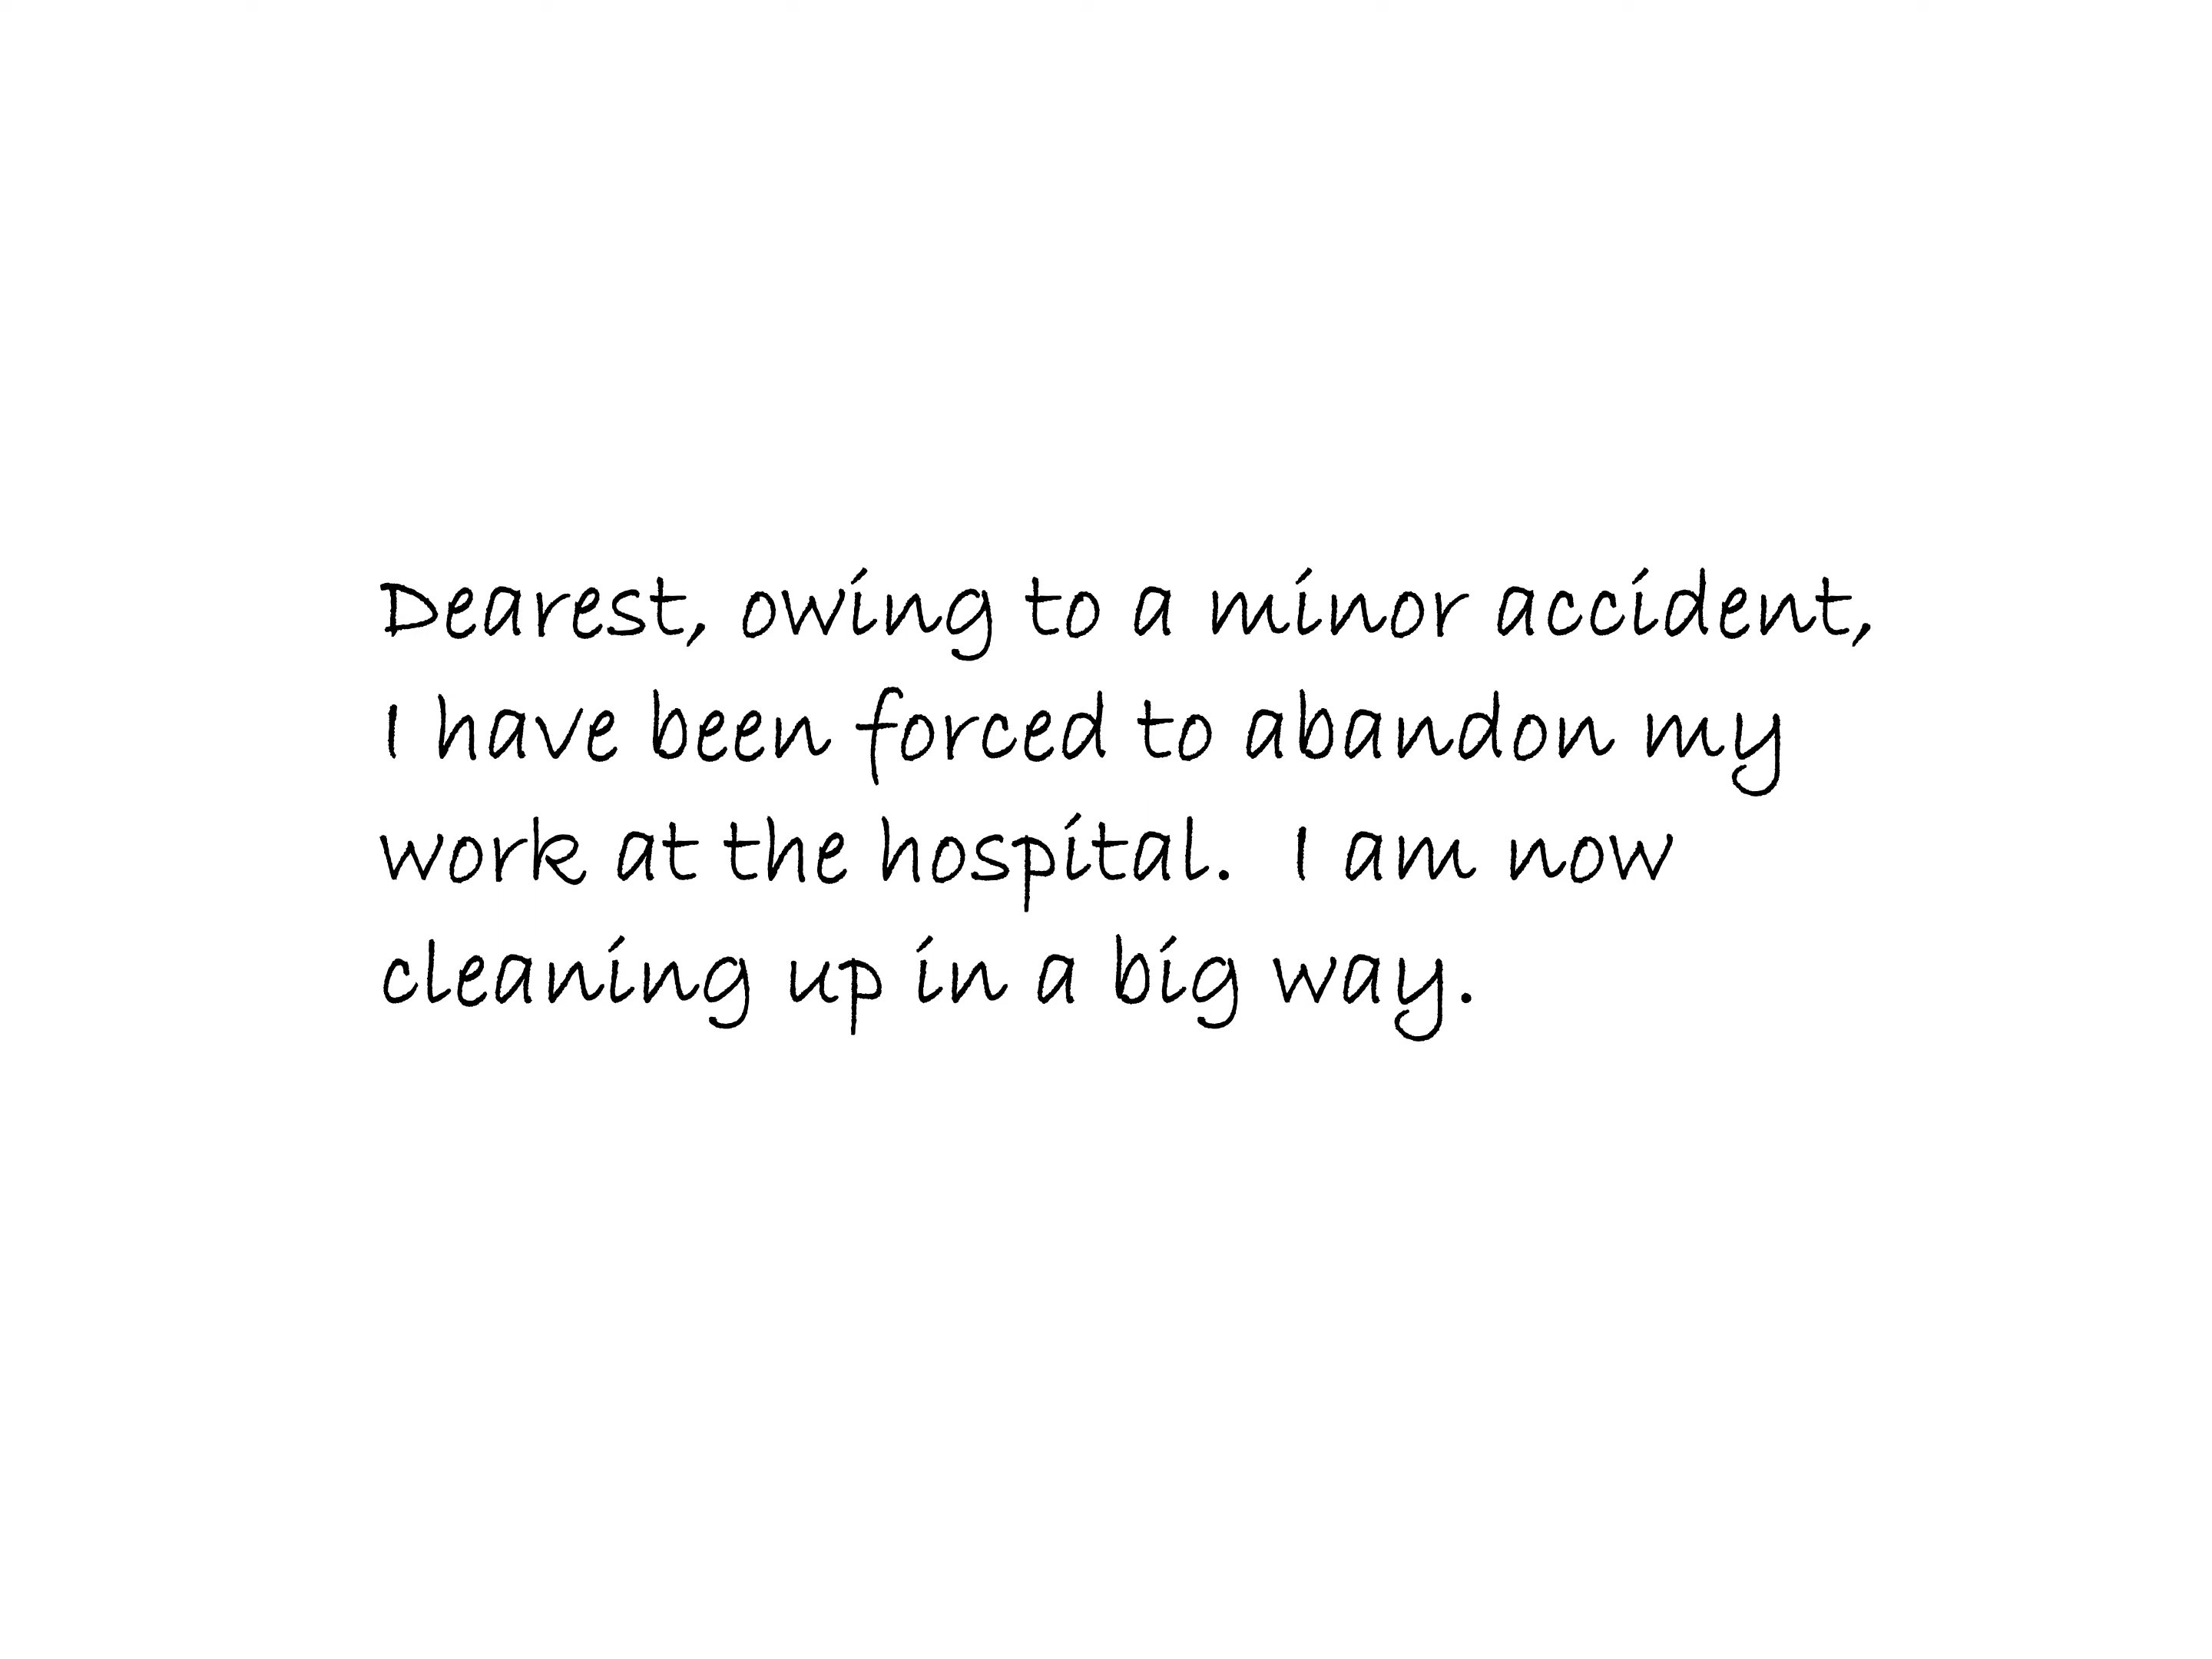 Dearest, owing to a minor accident,
I have been forced to abandon my
work at the hospital.  I am now
cleaning up in a big way.